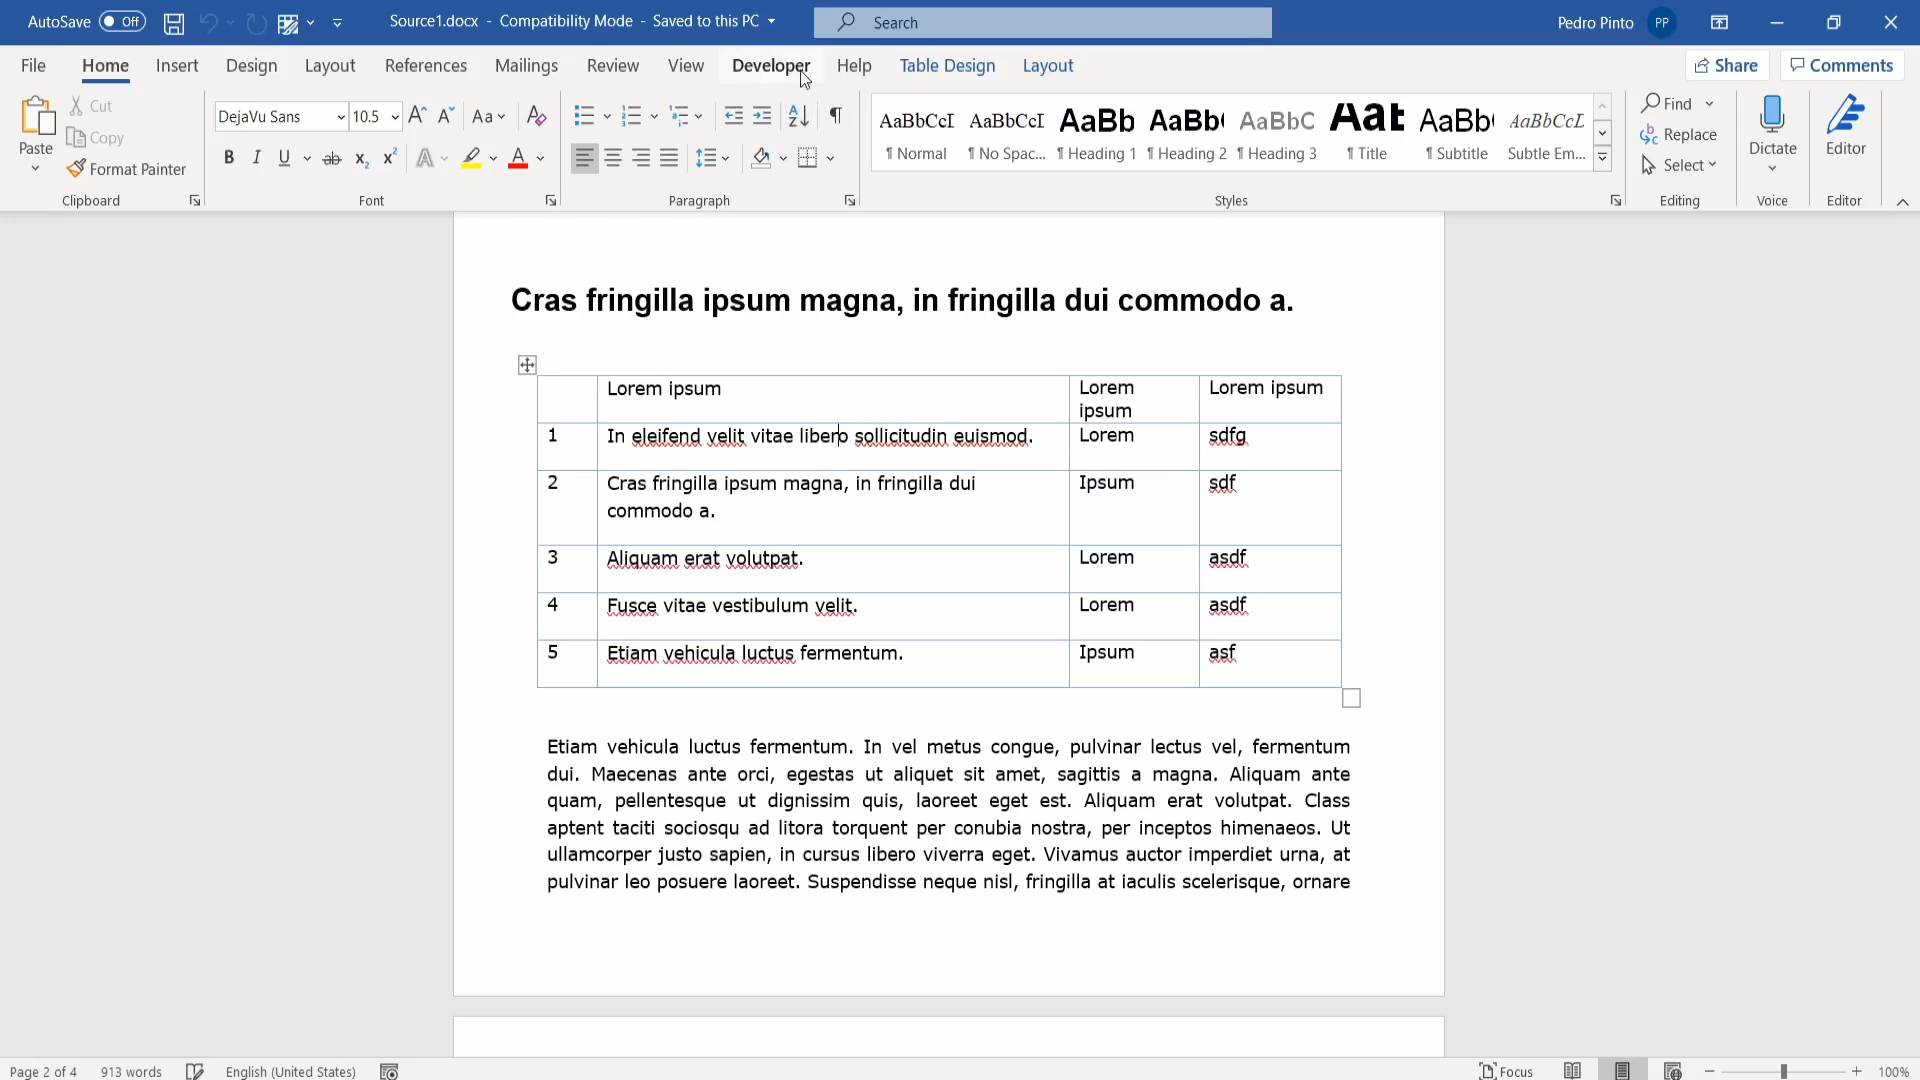 AutoSave Off Source1.docx - Compatibility Mode - Saved to this PC Search Pedro Pinto PP
File Home Insert Design Layout References Mailings Review View Developer Help Table Design Layout Share Comments
Paste
Cut
Copy
Format Painter
Clipboard
DejaVu Sans 10.5
Font
Paragraph
AaBbCcI AaBbCcI AaBb AaBb( AaBbC Aat AaBb( AaBbCcL
¶ Normal ¶ No Spac... ¶ Heading 1 ¶ Heading 2 ¶ Heading 3 ¶ Title ¶ Subtitle Subtle Em...
Styles
Find
Replace
Select
Editing
Dictate
Voice
Editor
Editor
Cras fringilla ipsum magna, in fringilla dui commodo a.
Lorem ipsum Lorem ipsum Lorem ipsum
1 In eleifend velit vitae libero sollicitudin euismod. Lorem sdfg
2 Cras fringilla ipsum magna, in fringilla dui Ipsum sdf
commodo a.
3 Aliquam erat volutpat. Lorem asdf
4 Fusce vitae vestibulum velit. Lorem asdf
5 Etiam vehicula luctus fermentum. Ipsum asf
Etiam vehicula luctus fermentum. In vel metus congue, pulvinar lectus vel, fermentum
dui. Maecenas ante orci, egestas ut aliquet sit amet, sagittis a magna. Aliquam ante
quam, pellentesque ut dignissim quis, laoreet eget est. Aliquam erat volutpat. Class
aptent taciti sociosqu ad litora torquent per conubia nostra, per inceptos himenaeos. Ut
ullamcorper justo sapien, in cursus libero viverra eget. Vivamus auctor imperdiet urna, at
pulvinar leo posuere laoreet. Suspendisse neque nisl, fringilla at iaculis scelerisque, ornare
Page 2 of 4 913 words English (United States) Focus 100%